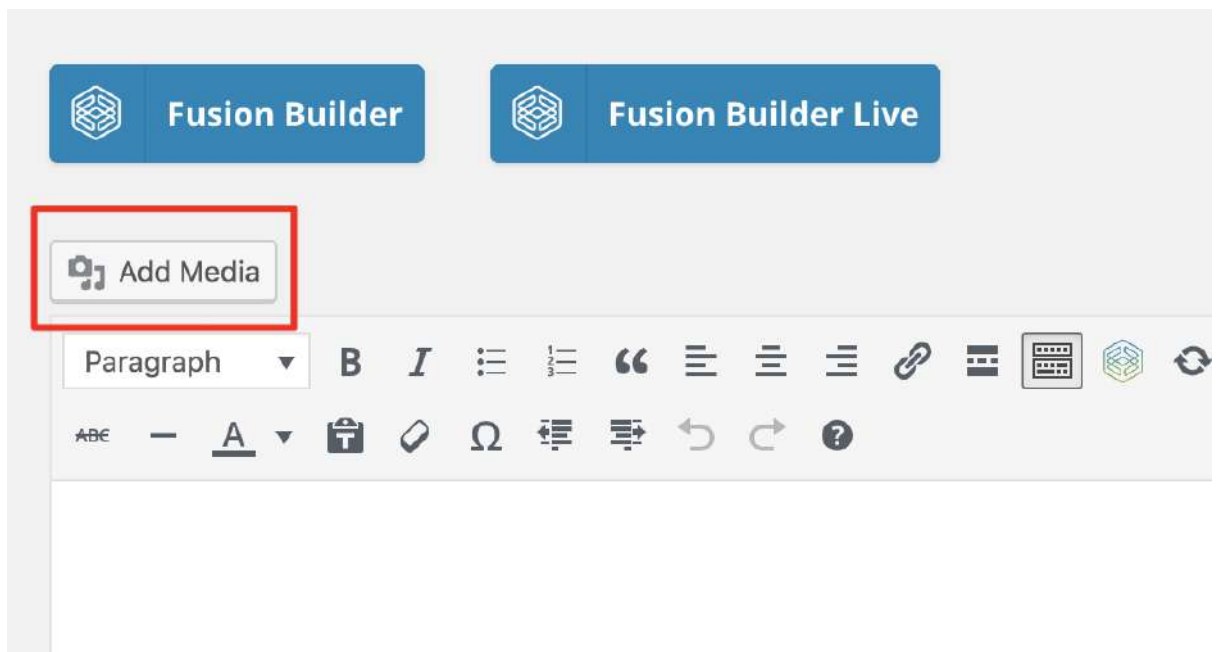 Fusion Builder Fusion Builder Live
Add Media
Paragraph B I
ABC A T Ω ?